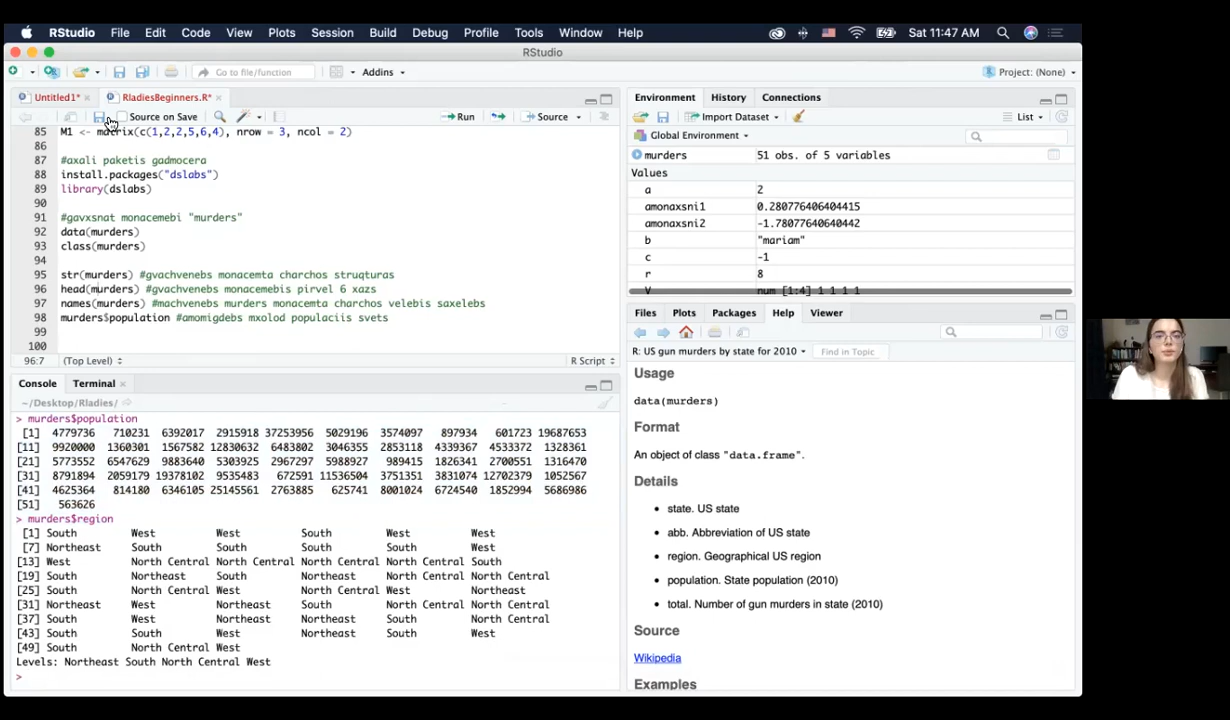 RStudio File Edit Code View Plots Session Build Debug Profile Tools Window Help Sat 11:47 AM
RStudio
Go to file/function Addins Project: (None)
Untitled1* RladiesBeginners.R*
Source on Save Run Source
85 M1 <- matrix(c(1,2,2,5,6,4), nrow = 3, ncol = 2)
86
87 #axali paketis gadmocera
88 install.packages("dslabs")
89 library(dslabs)
90
91 #gavxsnat monacemebi "murders"
92 data(murders)
93 class(murders)
94
95 str(murders) #gvachvenebs monacemta charchos struqturas
96 head(murders) #gvachvenebs monacemebis pirvel 6 xazs
97 names(murders) #machvenebs murders monacemta charchos velebis saxelebs
98 murders$population #amomigdebs mxolod populaciis svets
99
100
96:7 (Top Level) R Script
Console Terminal
~/Desktop/Rladies/
> murders$population
[1] 4779736 710231 6392017 2915918 37253956 5029196 3574097 897934 601723 19687653
[11] 9920000 1360301 1567582 12830632 6483802 3046355 2853118 4339367 4533372 1328361
[21] 5773552 6547629 9883640 5303925 2967297 5988927 989415 1826341 2700551 1316470
[31] 8791894 2059179 19378102 9535483 672591 11536504 3751351 3831074 12702379 1052567
[41] 4625364 814180 6346105 25145561 2763885 625741 8001024 6724540 1852994 5686986
[51] 563626
> murders$region
[1] South West West South West West
[7] Northeast South South South South West
[13] West North Central North Central North Central North Central South
[19] South Northeast South Northeast North Central North Central
[25] South North Central West North Central West Northeast
[31] Northeast West Northeast South North Central North Central
[37] South West Northeast Northeast South North Central
[43] South South West Northeast South West
[49] South North Central West
Levels: Northeast South North Central West
>
Environment History Connections
Import Dataset List
Global Environment
murders 51 obs. of 5 variables
Values
a 2
amonaxsni1 0.280776406404415
amonaxsni2 -1.78077640640442
b "mariam"
c -1
r 8
V num [1:4] 1 1 1 1
Files Plots Packages Help Viewer
R: US gun murders by state for 2010 Find in Topic
Usage
data(murders)
Format
An object of class "data.frame".
Details
• state. US state
• abb. Abbreviation of US state
• region. Geographical US region
• population. State population (2010)
• total. Number of gun murders in state (2010)
Source
Wikipedia
Examples